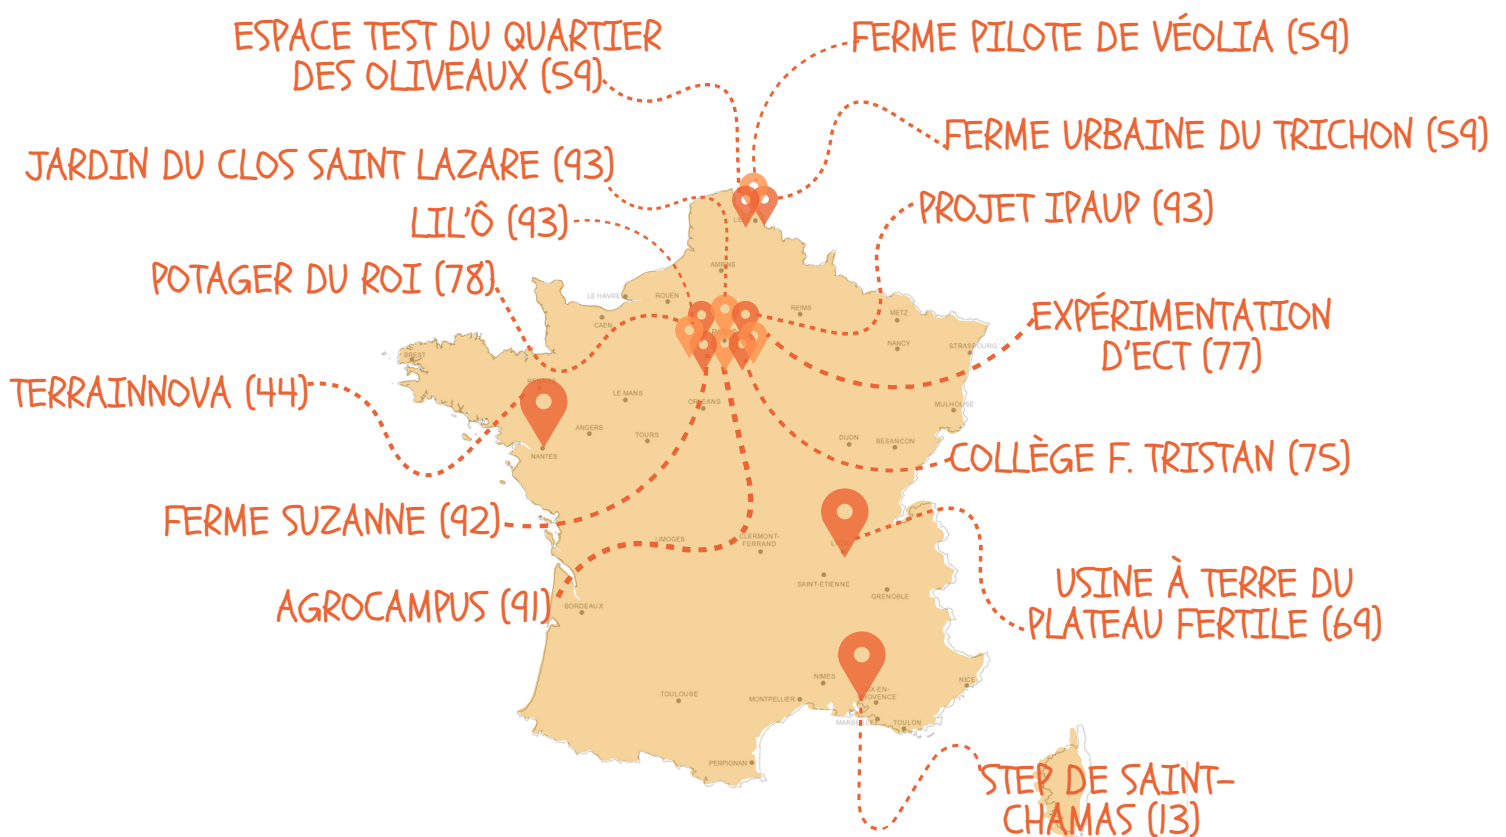 ESPACE TEST DU QUARTIER
DES OLIVEAUX (59)
FERME PILOTE DE VÉOLIA (59)
FERME URBAINE DU TRICHON (59)
JARDIN DU CLOS SAINT LAZARE (93)
LIL'Ô (93)
PROJET IPAUP (93)
POTAGER DU ROI (78)
EXPÉRIMENTATION
D'ECT (77)
TERRAINNOVA (44)
COLLÈGE F. TRISTAN (75)
FERME SUZANNE (92)
AGROCAMPUS (91)
USINE À TERRE DU
PLATEAU FERTILE (69)
STEP DE SAINT-
CHAMAS (13)
AMIENS
LE HAVRE
ROUEN
CAEN
REIMS
METZ
NANCY
STRASBOURG
BREST
LE MANS
ORLEANS
MULHOUSE
ANGERS
TOURS
DIJON
BESANCON
NANTES
LIMOGES
CLERMONT-
FERRAND
SAINT-ETIENNE
GRENOBLE
BORDEAUX
NIMES
NICE
TOULOUSE
MONTPELLIER
MARSEILLE
TOULON
PERPIGNAN